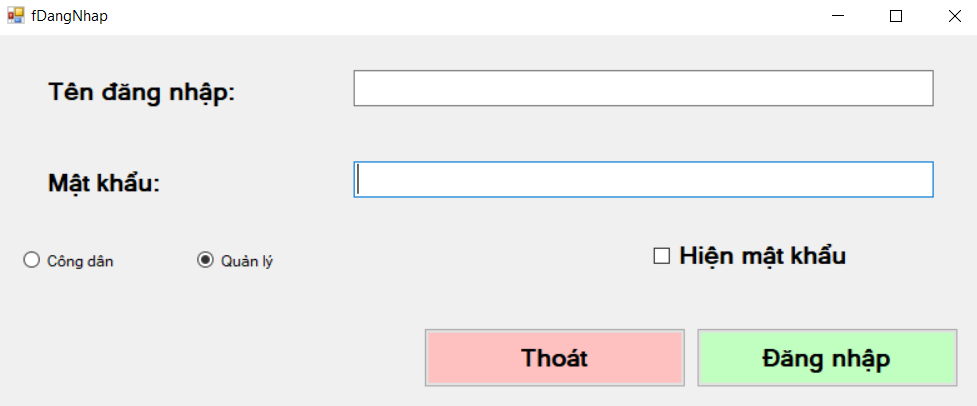 fDangNhap
Tên đăng nhập:
Mật khẩu:
Công dân
Quản lý
Hiện mật khẩu
Thoát
Đăng nhập